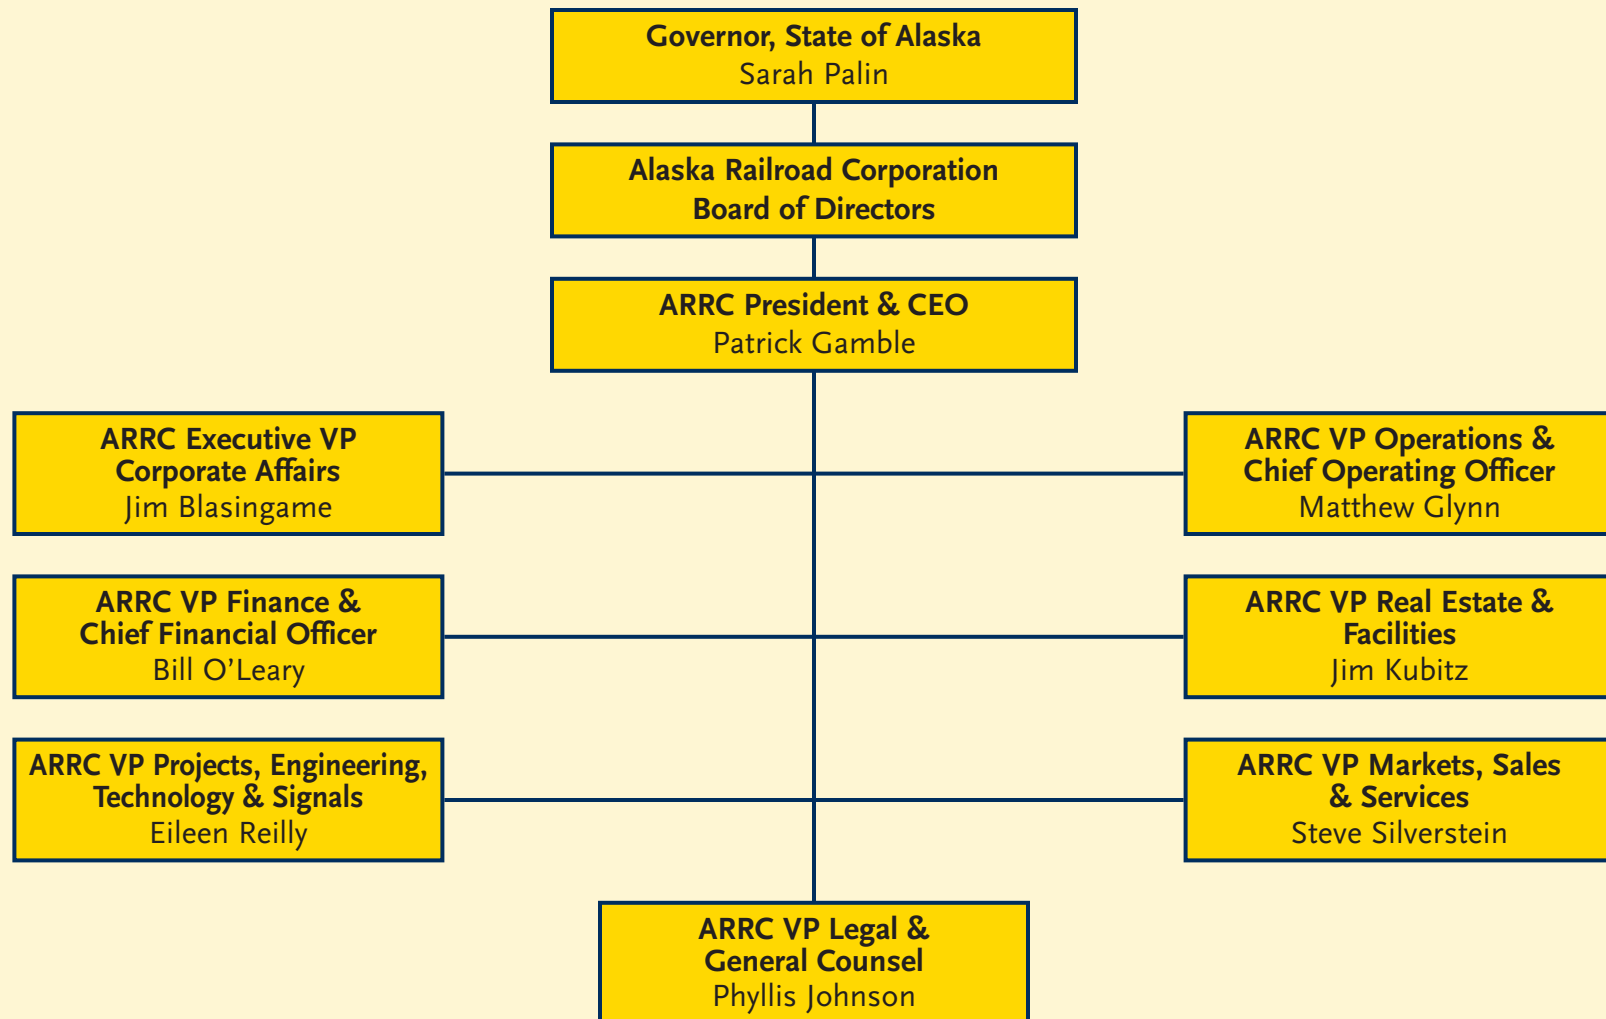 Governor, State of Alaska
Sarah Palin
Alaska Railroad Corporation
Board of Directors
ARRC President & CEO
Patrick Gamble
ARRC Executive VP
Corporate Affairs
Jim Blasingame
ARRC VP Operations &
Chief Operating Officer
Matthew Glynn
ARRC VP Finance &
Chief Financial Officer
Bill O’Leary
ARRC VP Real Estate &
Facilities
Jim Kubitz
ARRC VP Projects, Engineering,
Technology & Signals
Eileen Reilly
ARRC VP Markets, Sales
& Services
Steve Silverstein
ARRC VP Legal &
General Counsel
Phyllis Johnson